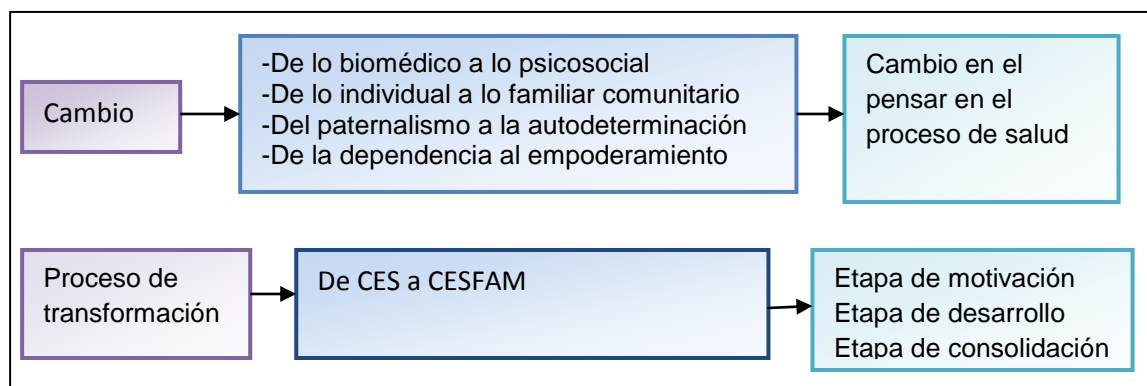 Cambio
-De lo biomédico a lo psicosocial
-De lo individual a lo familiar comunitario
-Del paternalismo a la autodeterminación
-De la dependencia al empoderamiento
Cambio en el
pensar en el
proceso de salud
Proceso de
transformación
De CES a CESFAM
Etapa de motivación
Etapa de desarrollo
Etapa de consolidación